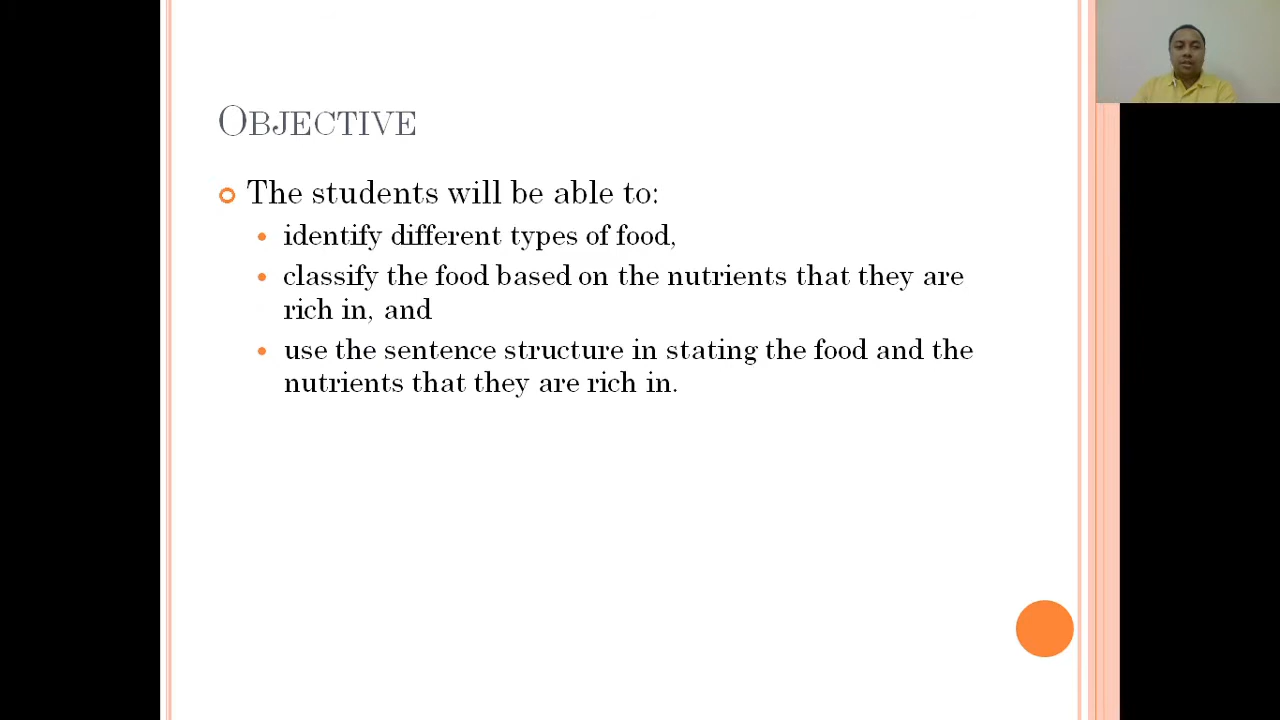 OBJECTIVE
The students will be able to:
identify different types of food,
classify the food based on the nutrients that they are
rich in, and
use the sentence structure in stating the food and the
nutrients that they are rich in.